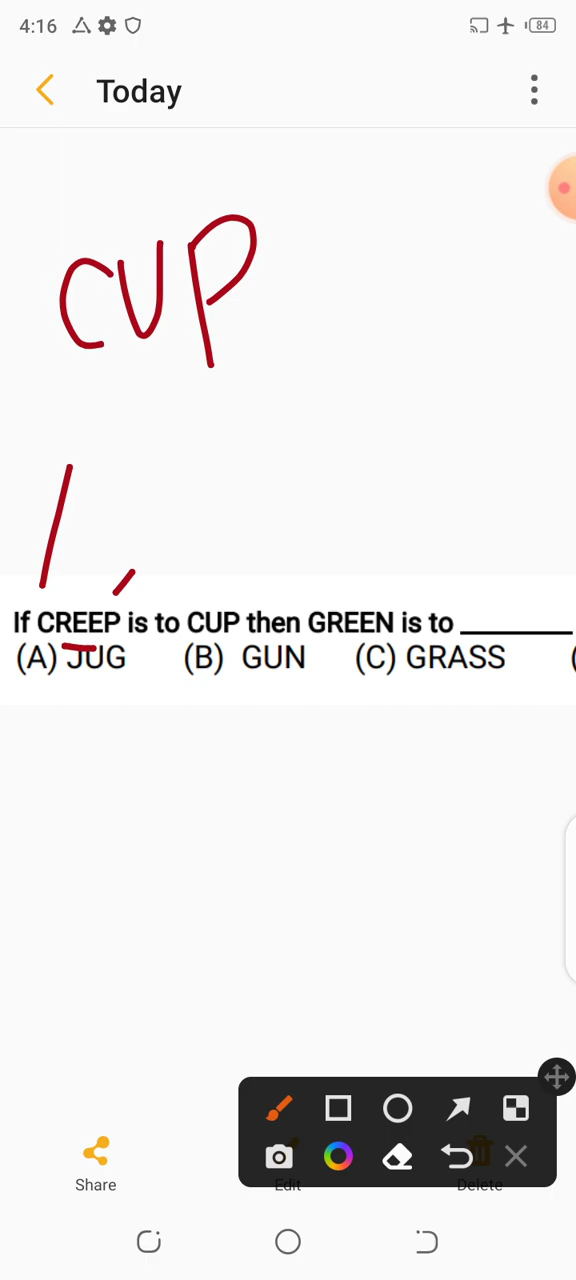 4:16 84
Today
CUP
If CREEP is to CUP then GREEN is to ________
(A) JUG (B) GUN (C) GRASS (
Share Edit Delete